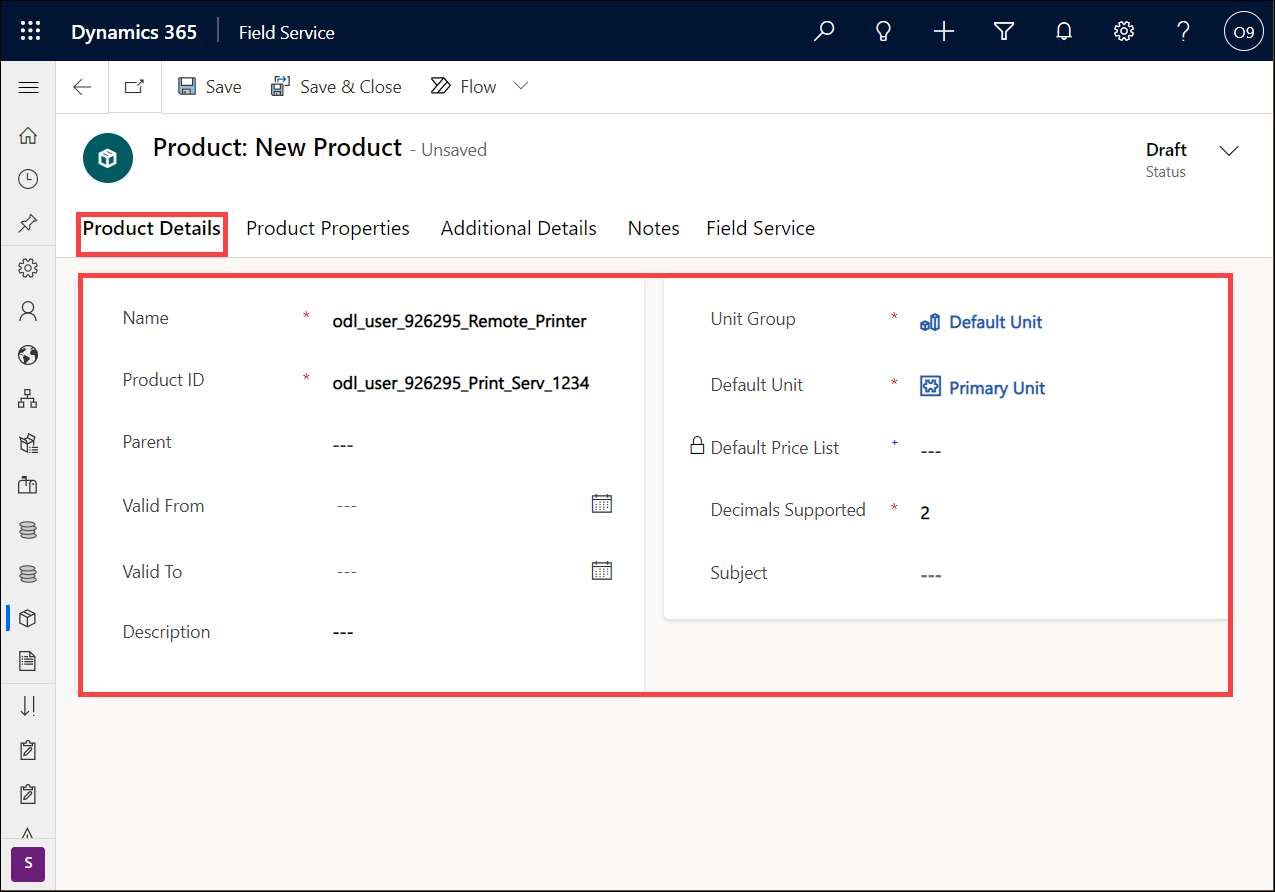 Dynamics 365 Field Service O9
Save Save & Close Flow
Product: New Product - Unsaved
Draft
Status
Product Details Product Properties Additional Details Notes Field Service
Name * odl_user_926295_Remote_Printer
Product ID * odl_user_926295_Print_Serv_1234
Parent ---
Valid From ---
Valid To ---
Description ---
Unit Group * Default Unit
Default Unit * Primary Unit
Default Price List + ---
Decimals Supported * 2
Subject ---
S